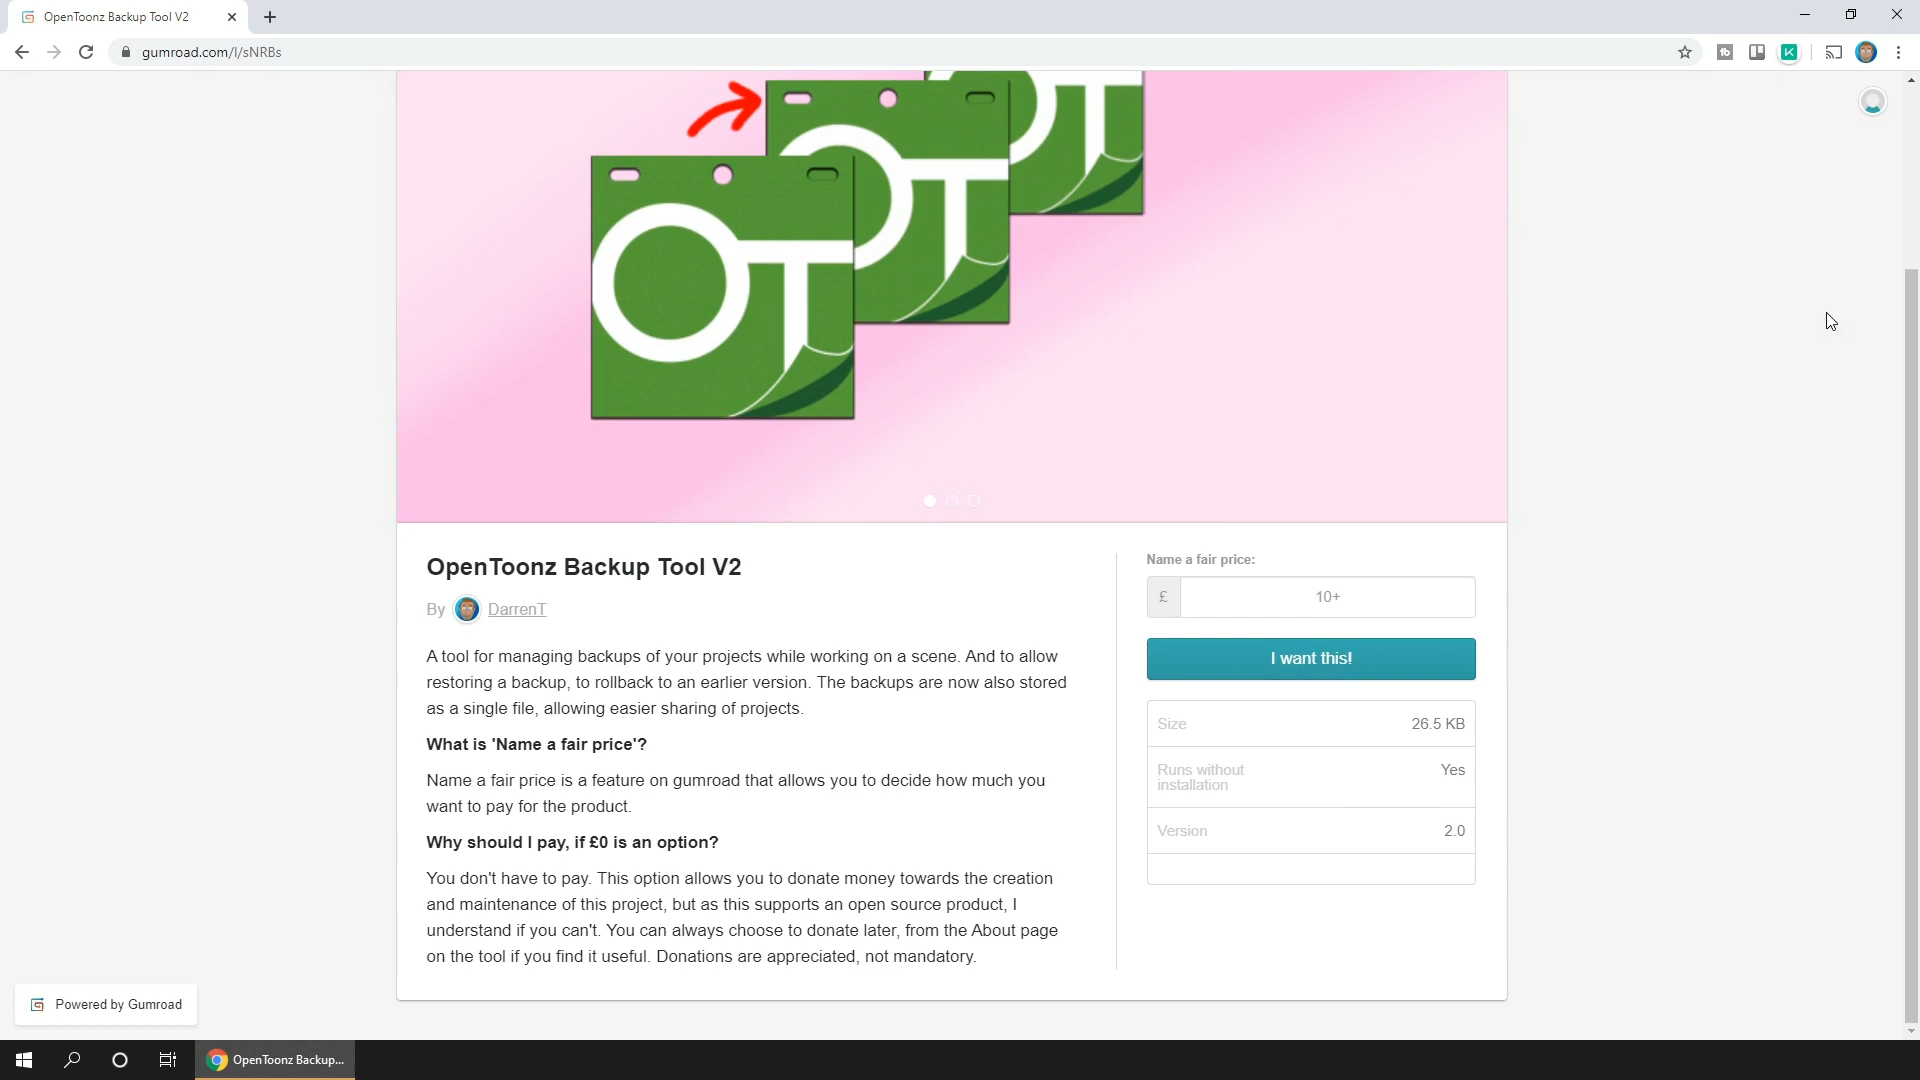 OpenToonz Backup Tool V2
gumroad.com/l/sNRBs
OT
OT
OpenToonz Backup Tool V2
By DarrenT
A tool for managing backups of your projects while working on a scene. And to allow
restoring a backup, to rollback to an earlier version. The backups are now also stored
as a single file, allowing easier sharing of projects.
What is 'Name a fair price'?
Name a fair price is a feature on gumroad that allows you to decide how much you
want to pay for the product.
Why should I pay, if £0 is an option?
You don't have to pay. This option allows you to donate money towards the creation
and maintenance of this project, but as this supports an open source product, I
understand if you can't. You can always choose to donate later, from the About page
on the tool if you find it useful. Donations are appreciated, not mandatory.
Name a fair price:
£ 10+
I want this!
Size 26.5 KB
Runs without Yes
installation
Version 2.0
Powered by Gumroad
OpenToonz Backup...